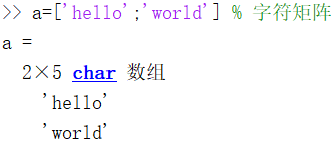 >> a=['hello';'world'] % 字符矩阵
a =
2×5 char 数组
'hello'
'world'